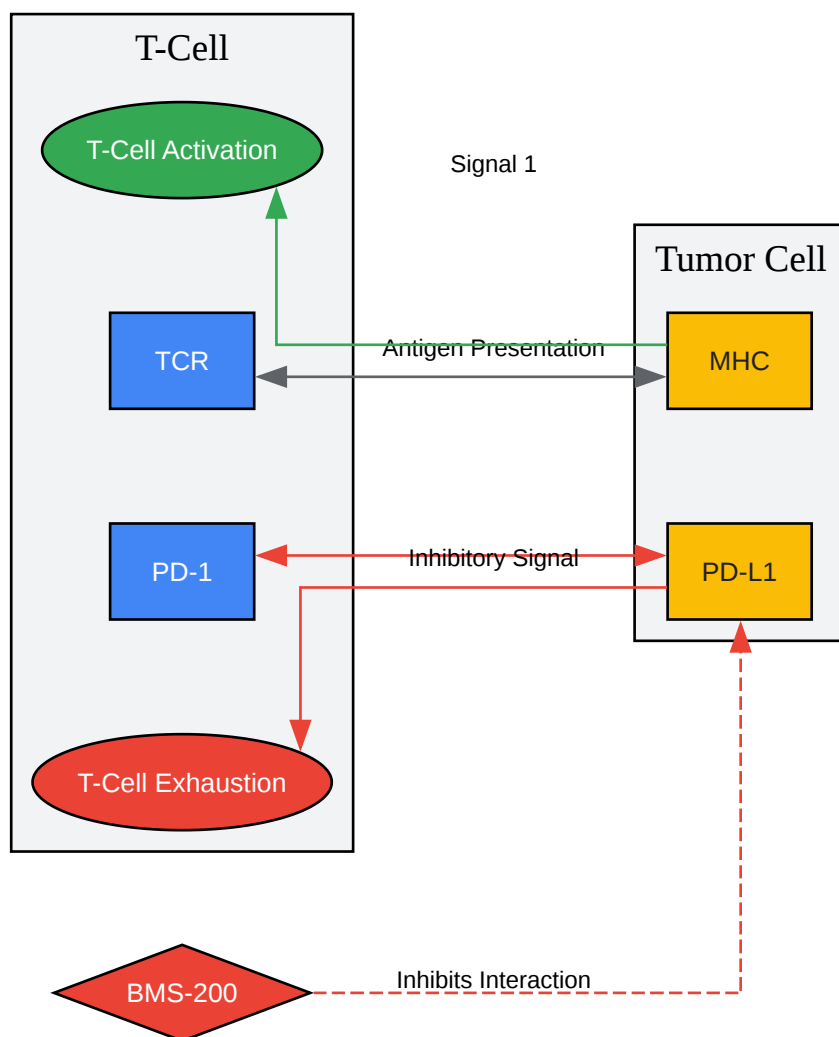 T-Cell
T-Cell Activation
Signal 1
Tumor Cell
TCR
Antigen Presentation
MHC
PD-1
Inhibitory Signal
PD-L1
T-Cell Exhaustion
BMS-200
Inhibits Interaction